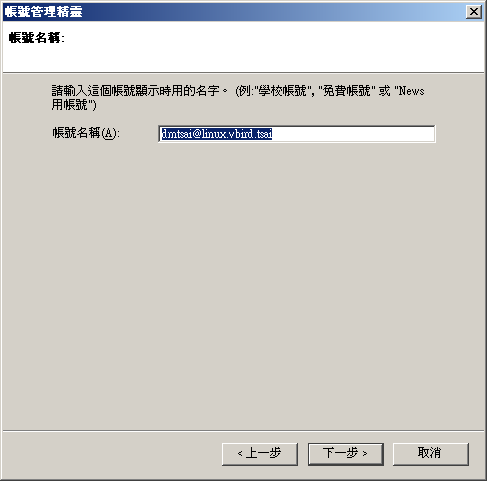 帳號管理精靈
帳號名稱:
請輸入這個帳號顯示時用的名字。 (例:"學校帳號", "免費帳號" 或 "News
用帳號")
帳號名稱(A): dmtsai@linux.vbird.tsai
< 上一步 下一步 > 取消